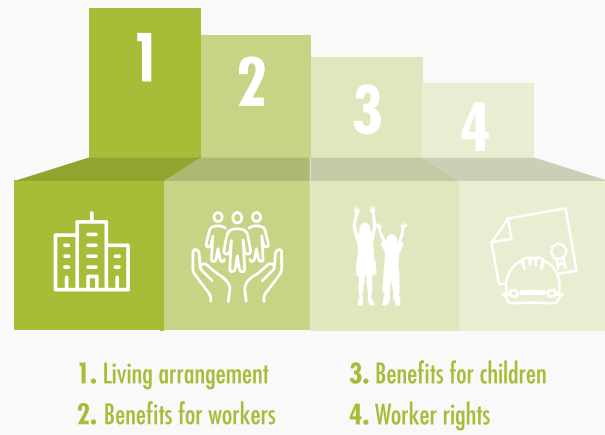 1
2
3
4
1. Living arrangement
2. Benefits for workers
3. Benefits for children
4. Worker rights